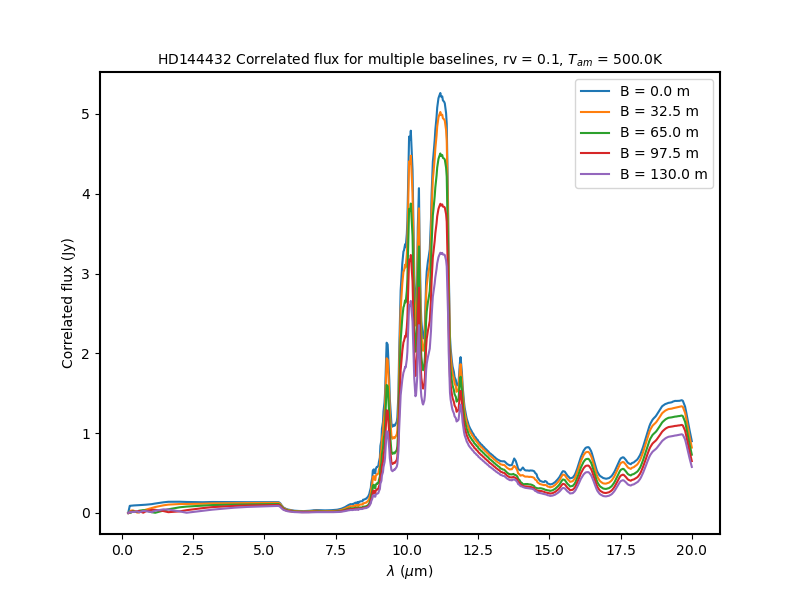 HD144432 Correlated flux for multiple baselines, rv = 0.1, T_am = 500.0K
B = 0.0 m
B = 32.5 m
B = 65.0 m
B = 97.5 m
B = 130.0 m
Correlated flux (Jy)
5
4
3
2
1
0
0.0 2.5 5.0 7.5 10.0 12.5 15.0 17.5 20.0
λ (μm)